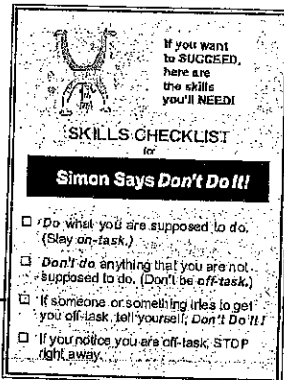 If you want
to SUCCEED,
here are
the skills
you'll NEED!
SKILLS CHECKLIST
for
Simon Says Don't Do It!
Do what you are supposed to do.
(Stay on-task.)
Don't do anything that you are not
supposed to do. (Don't be off-task.)
If someone or something tries to get
you off-task, tell yourself, Don't Do It!
If you notice you are off-task, STOP
right away.